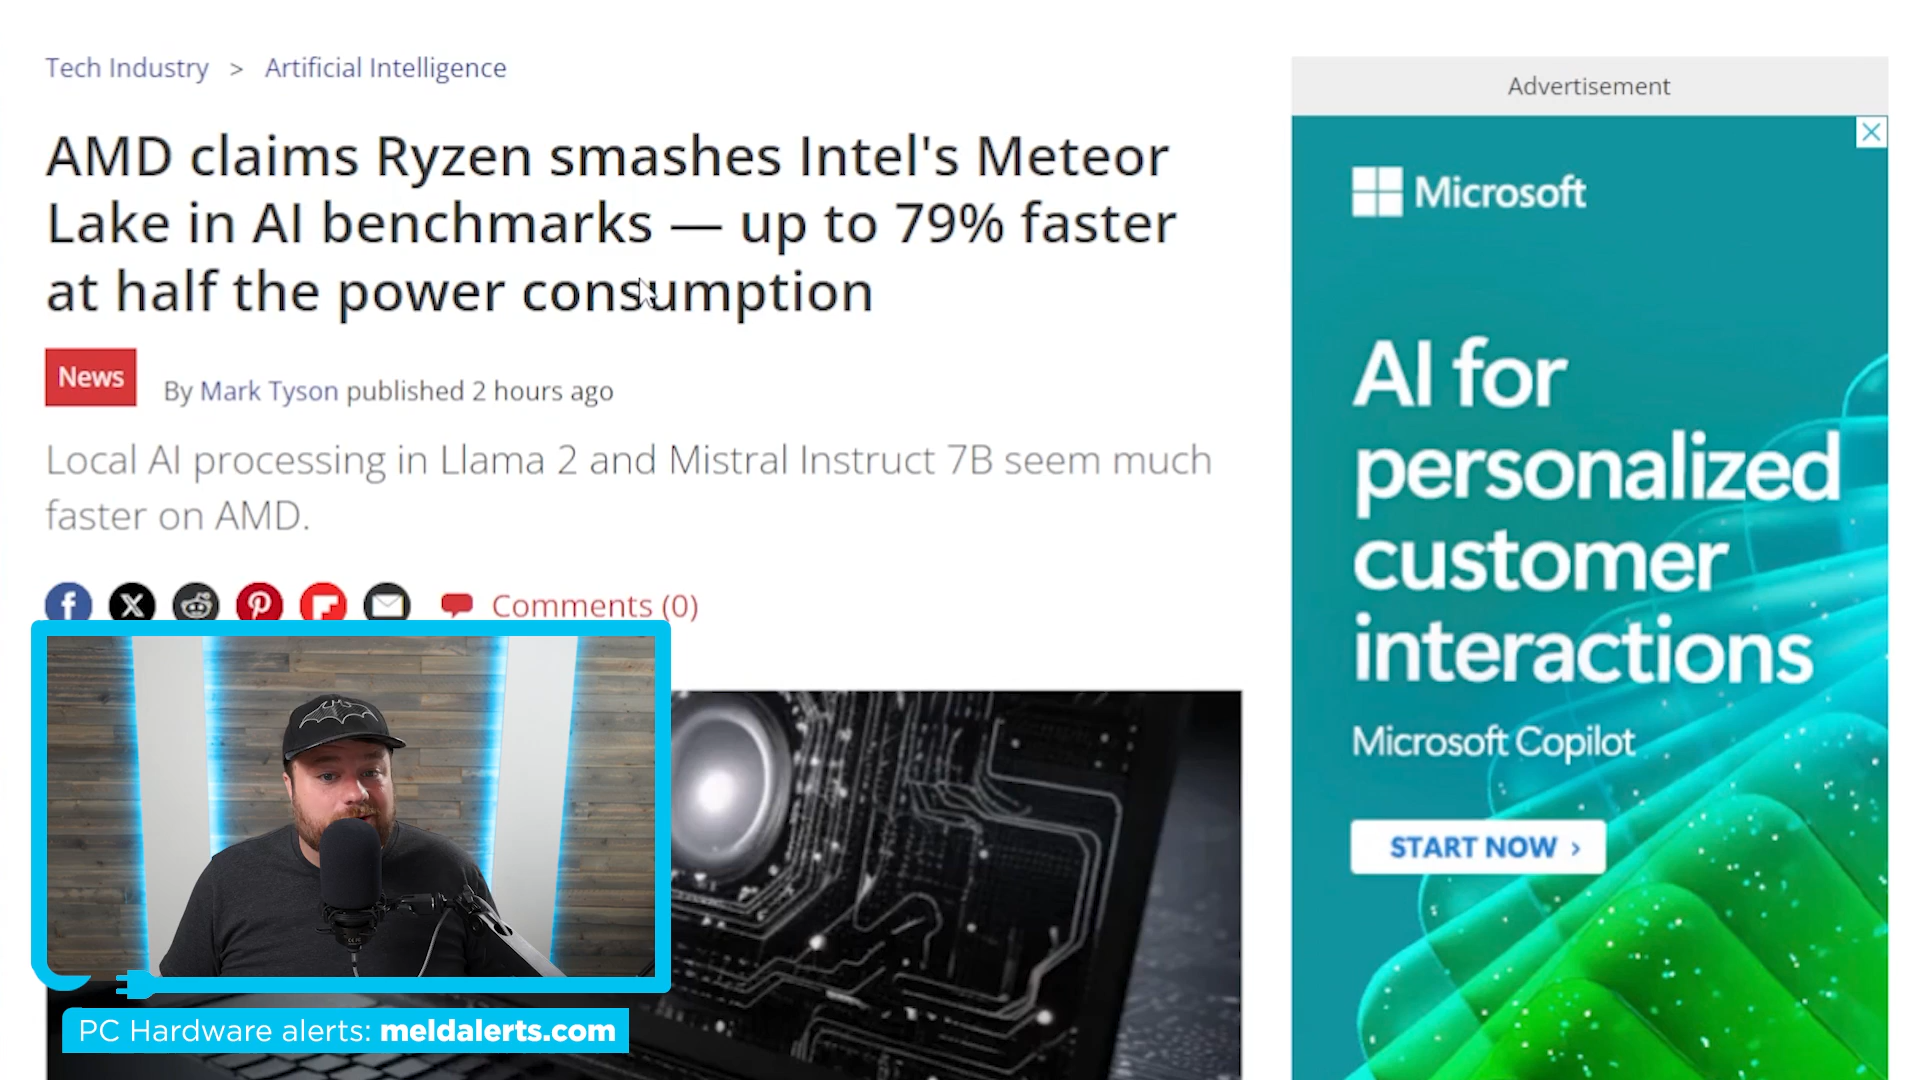 Tech Industry > Artificial Intelligence
AMD claims Ryzen smashes Intel's Meteor
Lake in AI benchmarks — up to 79% faster
at half the power consumption
News
By Mark Tyson published 2 hours ago
Local AI processing in Llama 2 and Mistral Instruct 7B seem much
faster on AMD.
Comments (0)
Advertisement
Microsoft
AI for
personalized
customer
interactions
Microsoft Copilot
START NOW ›
PC Hardware alerts: meldalerts.com